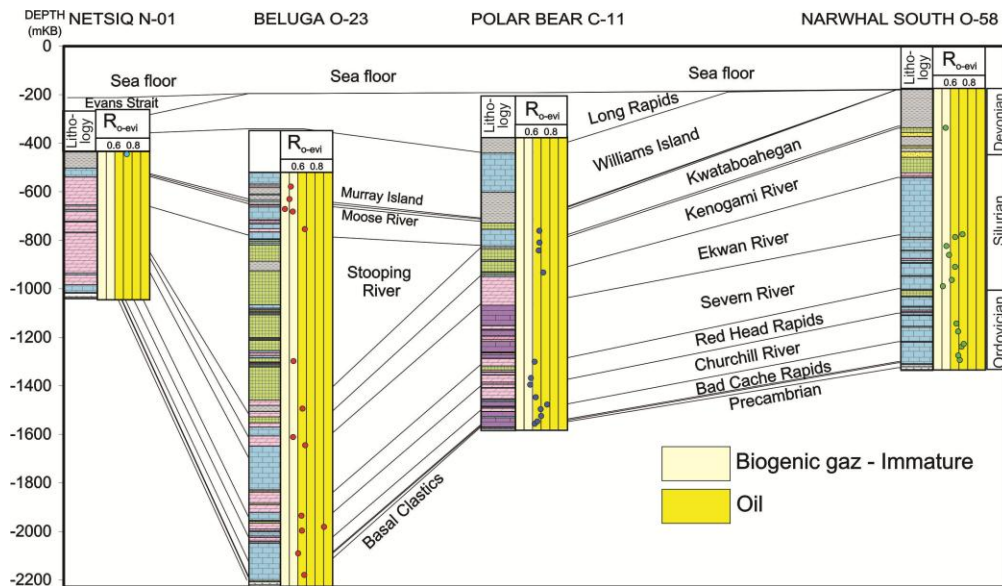 DEPTH
(mKB)
NETSIQ N-01
BELUGA O-23
POLAR BEAR C-11
NARWHAL SOUTH O-58
0
-200
-400
-600
-800
-1000
-1200
-1400
-1600
-1800
-2000
-2200
Sea floor
Sea floor
Sea floor
Evans Strait
Litho-
logy
Ro-evi
0.6 0.8
Ro-evi
0.6 0.8
Litho-
logy
Ro-evi
0.6 0.8
Litho-
logy
Ro-evi
0.6 0.8
Long Rapids
Williams Island
Murray Island
Moose River
Kwataboahegan
Stooping
River
Kenogami River
Ekwan River
Severn River
Red Head Rapids
Churchill River
Bad Cache Rapids
Precambrian
Basal Clastics
Devonian
Silurian
Ordovician
Biogenic gaz - Immature
Oil